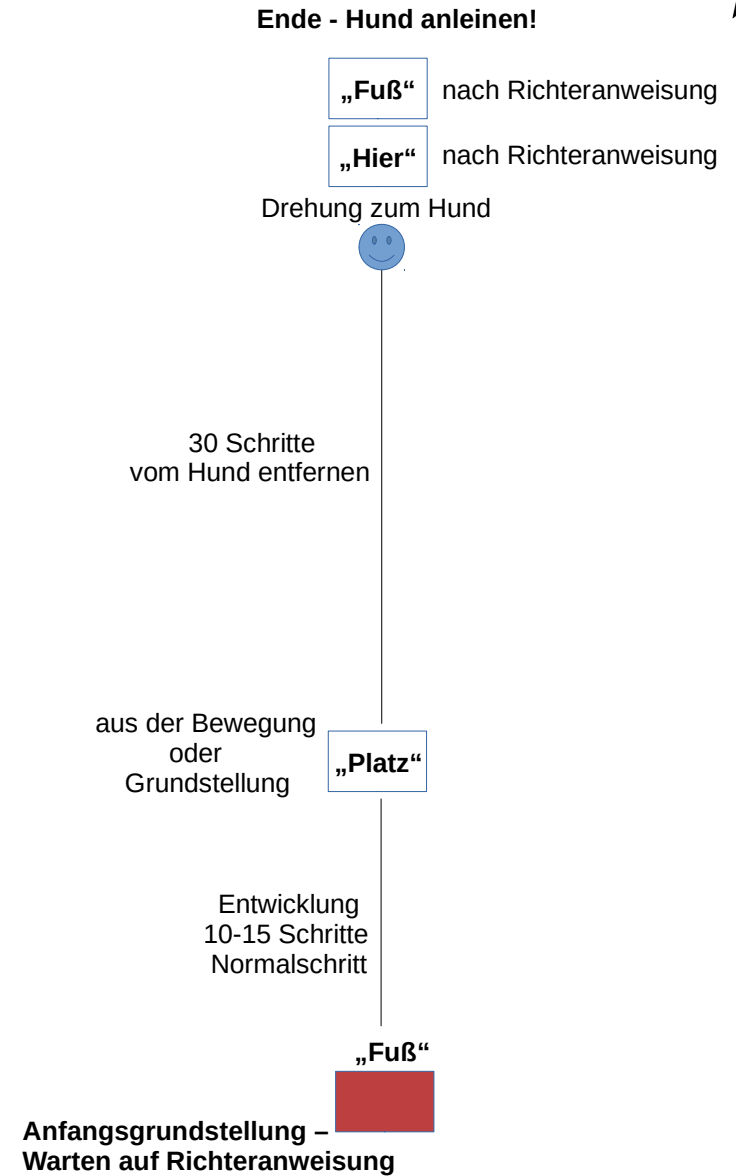 Ende - Hund anleinen!
„Fuß“ nach Richteranweisung
„Hier“ nach Richteranweisung
Drehung zum Hund
30 Schritte
vom Hund entfernen
aus der Bewegung
oder
Grundstellung
„Platz“
Entwicklung
10-15 Schritte
Normalschritt
„Fuß“
Anfangsgrundstellung –
Warten auf Richteranweisung